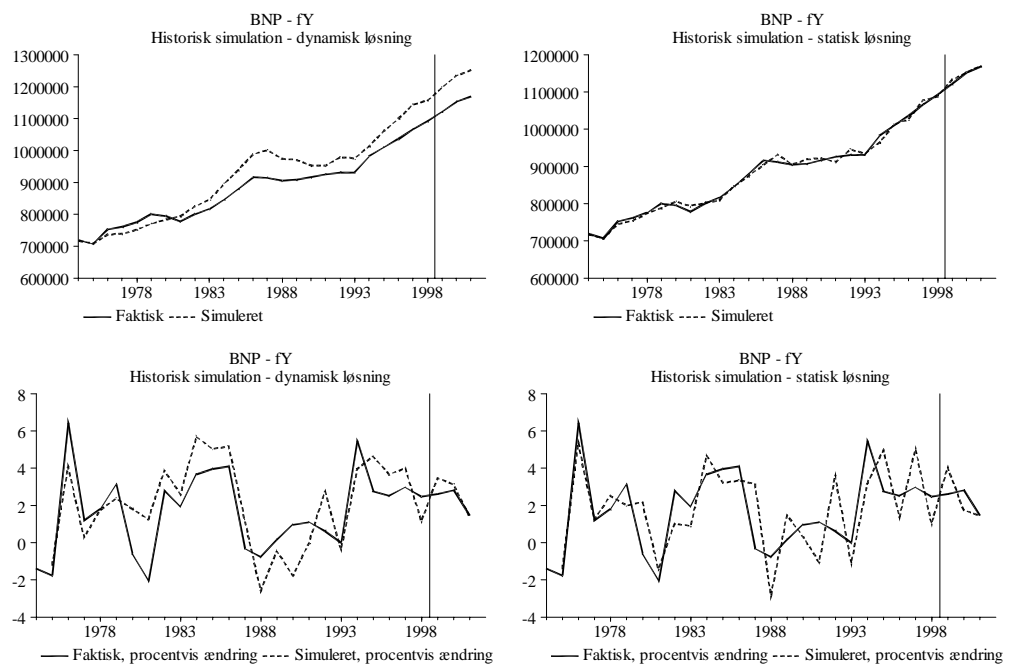 BNP - fY
Historisk simulation - dynamisk løsning
1300000
1200000
1100000
1000000
900000
800000
700000
600000
1978 1983 1988 1993 1998
Faktisk Simuleret
BNP - fY
Historisk simulation - statisk løsning
1200000
1100000
1000000
900000
800000
700000
600000
1978 1983 1988 1993 1998
Faktisk Simuleret
BNP - fY
Historisk simulation - dynamisk løsning
8
6
4
2
0
-2
-4
1978 1983 1988 1993 1998
Faktisk, procentvis ændring Simuleret, procentvis ændring
BNP - fY
Historisk simulation - statisk løsning
8
6
4
2
0
-2
-4
1978 1983 1988 1993 1998
Faktisk, procentvis ændring Simuleret, procentvis ændring